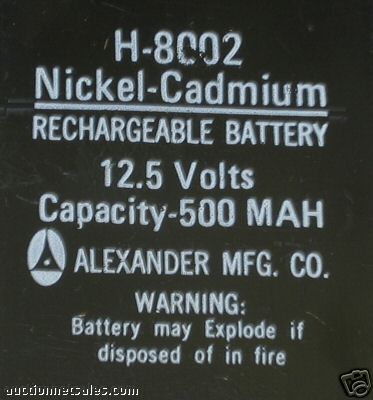 H-8002
Nickel-Cadmium
RECHARGEABLE BATTERY
12.5 Volts
Capacity-500 MAH
ALEXANDER MFG. CO.
WARNING:
Battery may Explode if
disposed of in fire
auctionnetsales.com